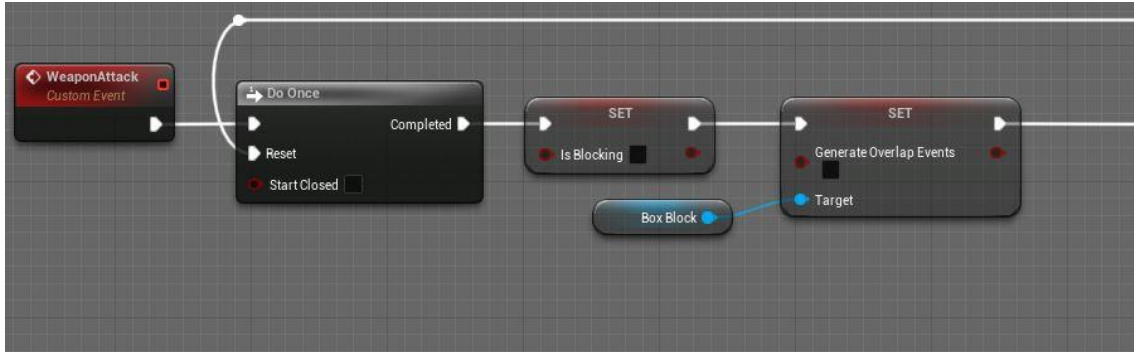 WeaponAttack
Custom Event
Do Once
Completed
Reset
Start Closed
SET
Is Blocking
Box Block
SET
Generate Overlap Events
Target